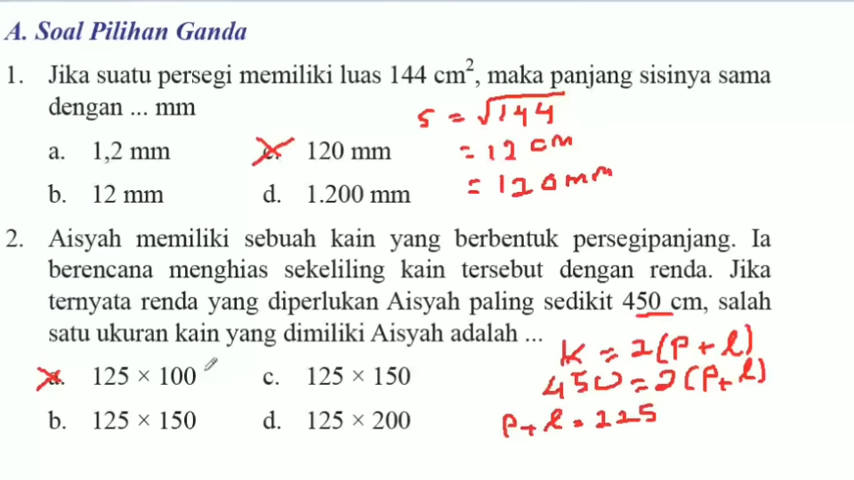 A. Soal Pilihan Ganda
1. Jika suatu persegi memiliki luas 144 cm², maka panjang sisinya sama
dengan ... mm
s = √144
a. 1,2 mm c. 120 mm
= 12 cm
b. 12 mm d. 1.200 mm
= 120 mm
2. Aisyah memiliki sebuah kain yang berbentuk persegipanjang. Ia
berencana menghias sekeliling kain tersebut dengan renda. Jika
ternyata renda yang diperlukan Aisyah paling sedikit 450 cm, salah
satu ukuran kain yang dimiliki Aisyah adalah ...
K = 2(P + l)
a. 125 × 100 c. 125 × 150
450 = 2(P + l)
b. 125 × 150 d. 125 × 200
P + l = 225